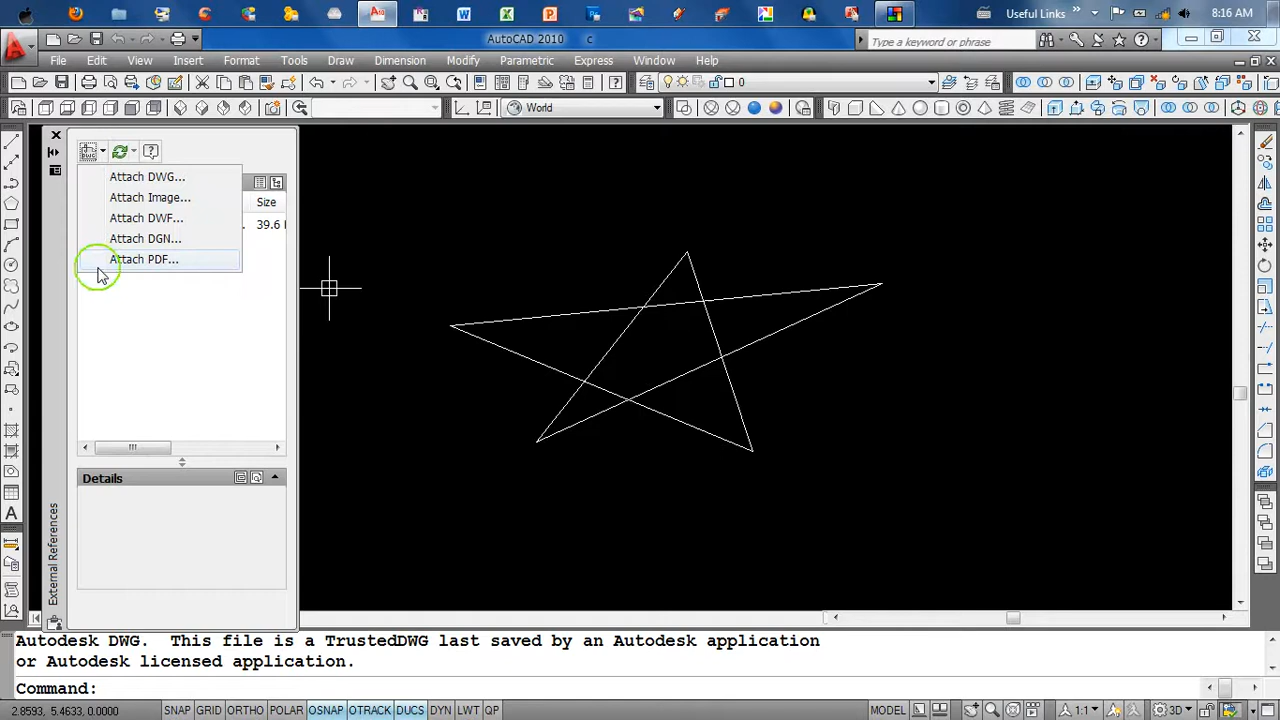 Useful Links
8:16 AM
AutoCAD 2010 c
Type a keyword or phrase
File Edit View Insert Format Tools Draw Dimension Modify Parametric Express Window Help
0
World
Attach DWG...
Attach Image...
Attach DWF...
Attach DGN...
Attach PDF...
Size
39.6
Details
External References
Autodesk DWG. This file is a TrustedDWG last saved by an Autodesk application
or Autodesk licensed application.
Command:
2.8593, 5.4633, 0.0000
SNAP GRID ORTHO POLAR OSNAP OTRACK DUCS DYN LWT QP
MODEL
1:1
3D